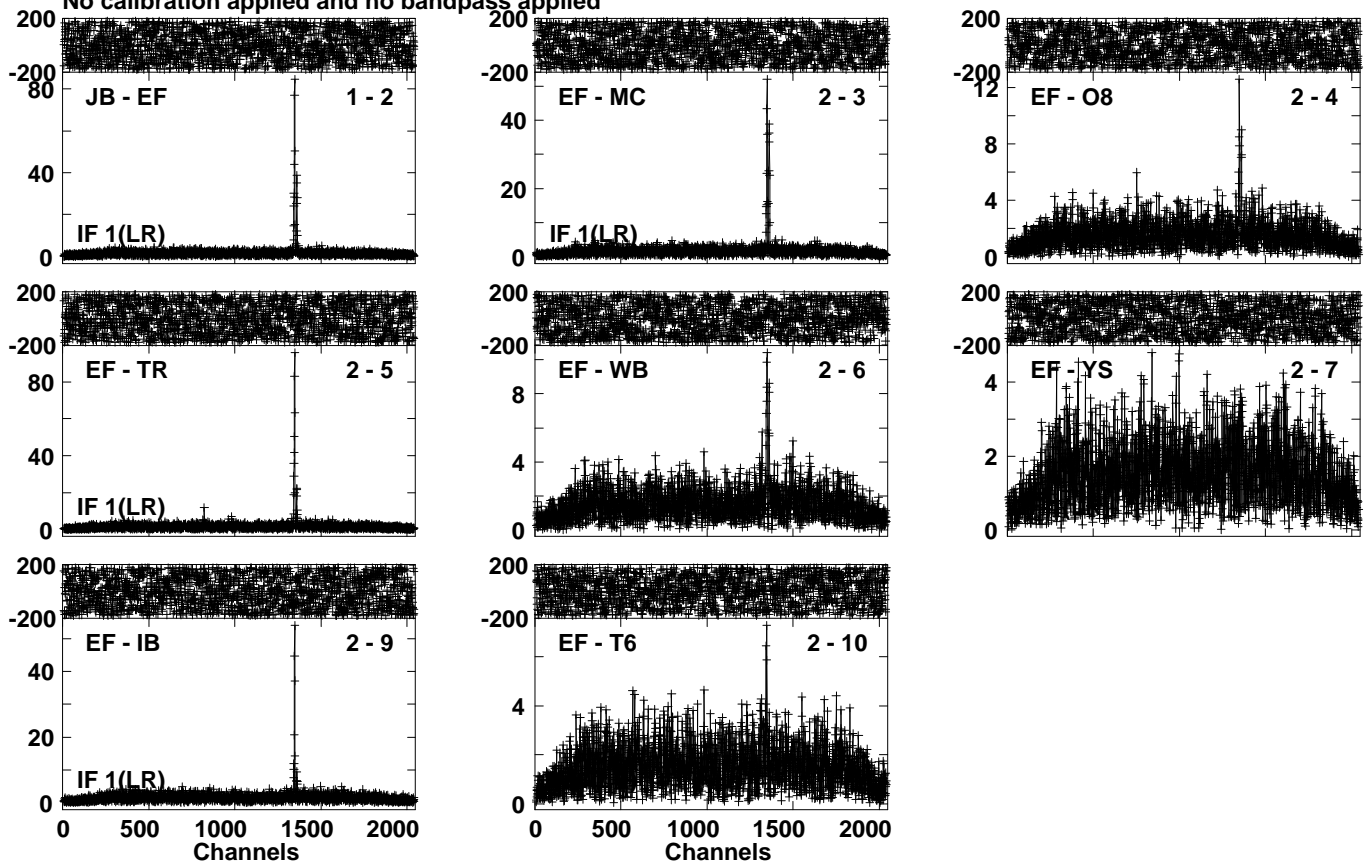 No calibration applied and no bandpass applied
200
-200
JB - EF 1 - 2
80
40
0
IF 1(LR)
200
-200
EF - MC 2 - 3
40
20
0
IF 1(LR)
200
-200
EF - O8 2 - 4
12
8
4
0
200
-200
EF - TR 2 - 5
80
40
0
IF 1(LR)
200
-200
EF - WB 2 - 6
8
4
0
200
-200
EF - YS 2 - 7
4
2
0
200
-200
EF - IB 2 - 9
40
20
0
IF 1(LR)
0 500 1000 1500 2000
Channels
200
-200
EF - T6 2 - 10
4
0
0 500 1000 1500 2000
Channels